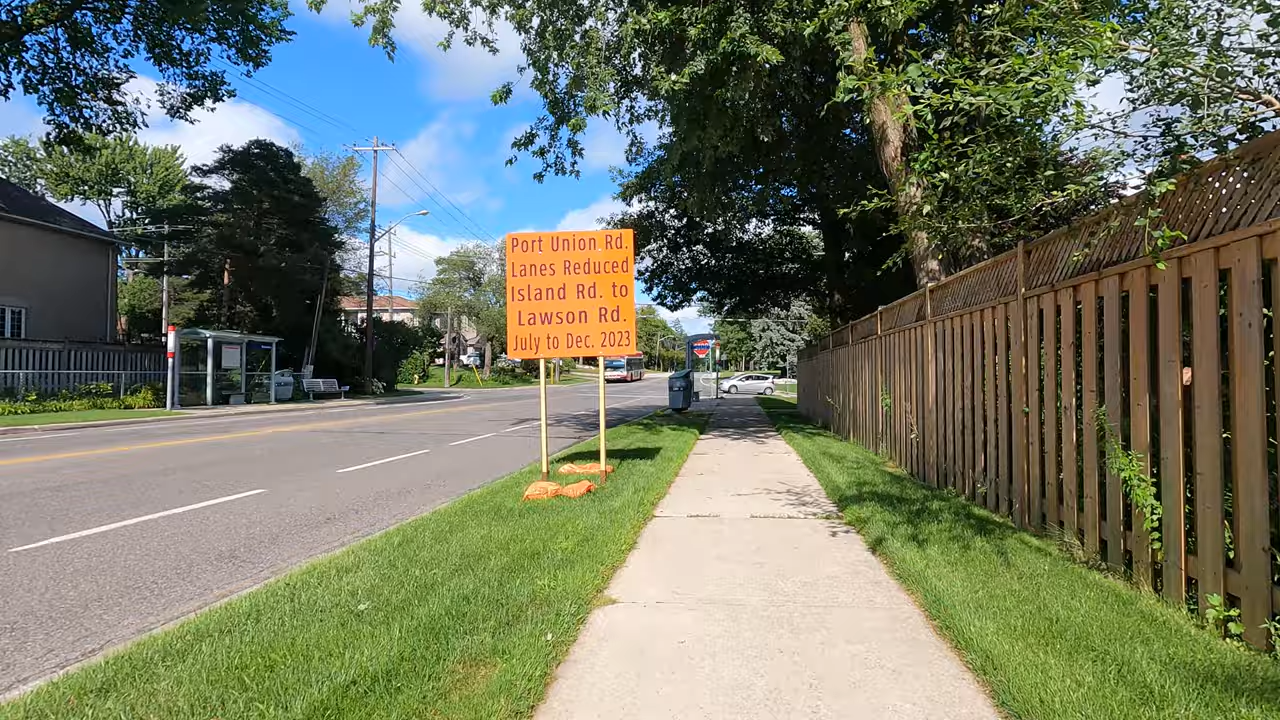 Port Union Rd.
Lanes Reduced
Island Rd. to
Lawson Rd.
July to Dec. 2023